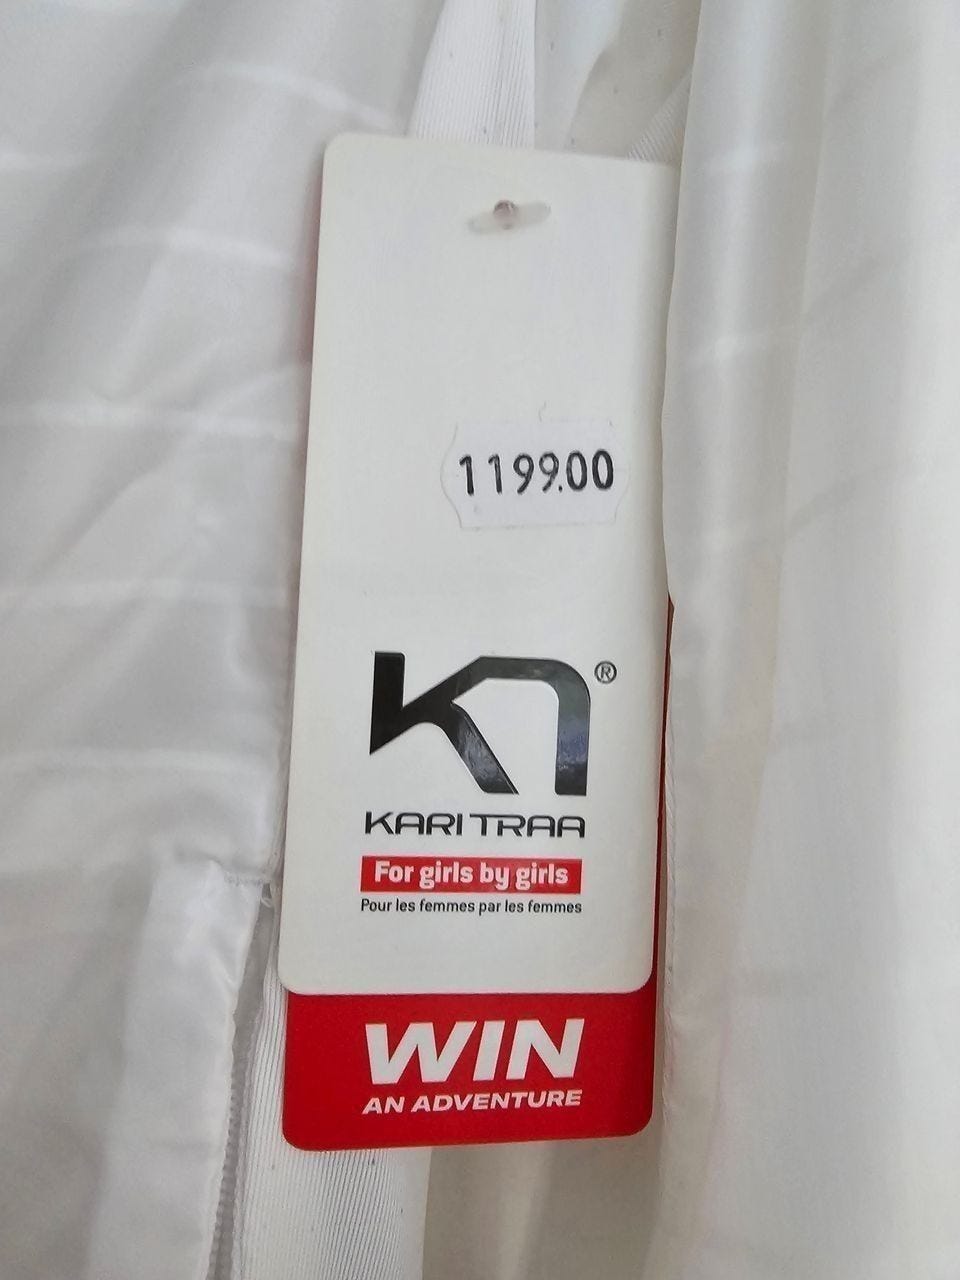 1199.00
®
KARI TRAA
For girls by girls
Pour les femmes par les femmes
WIN
AN ADVENTURE